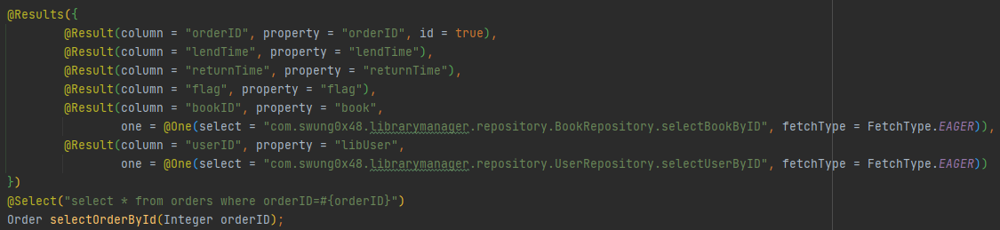 @Results({
        @Result(column = "orderID", property = "orderID", id = true),
        @Result(column = "lendTime", property = "lendTime"),
        @Result(column = "returnTime", property = "returnTime"),
        @Result(column = "flag", property = "flag"),
        @Result(column = "bookID", property = "book",
                one = @One(select = "com.swung0x48.librarymanager.repository.BookRepository.selectBookByID", fetchType = FetchType.EAGER)),
        @Result(column = "userID", property = "libUser",
                one = @One(select = "com.swung0x48.librarymanager.repository.UserRepository.selectUserByID", fetchType = FetchType.EAGER))
})
@Select("select * from orders where orderID=#{orderID}")
Order selectOrderById(Integer orderID);